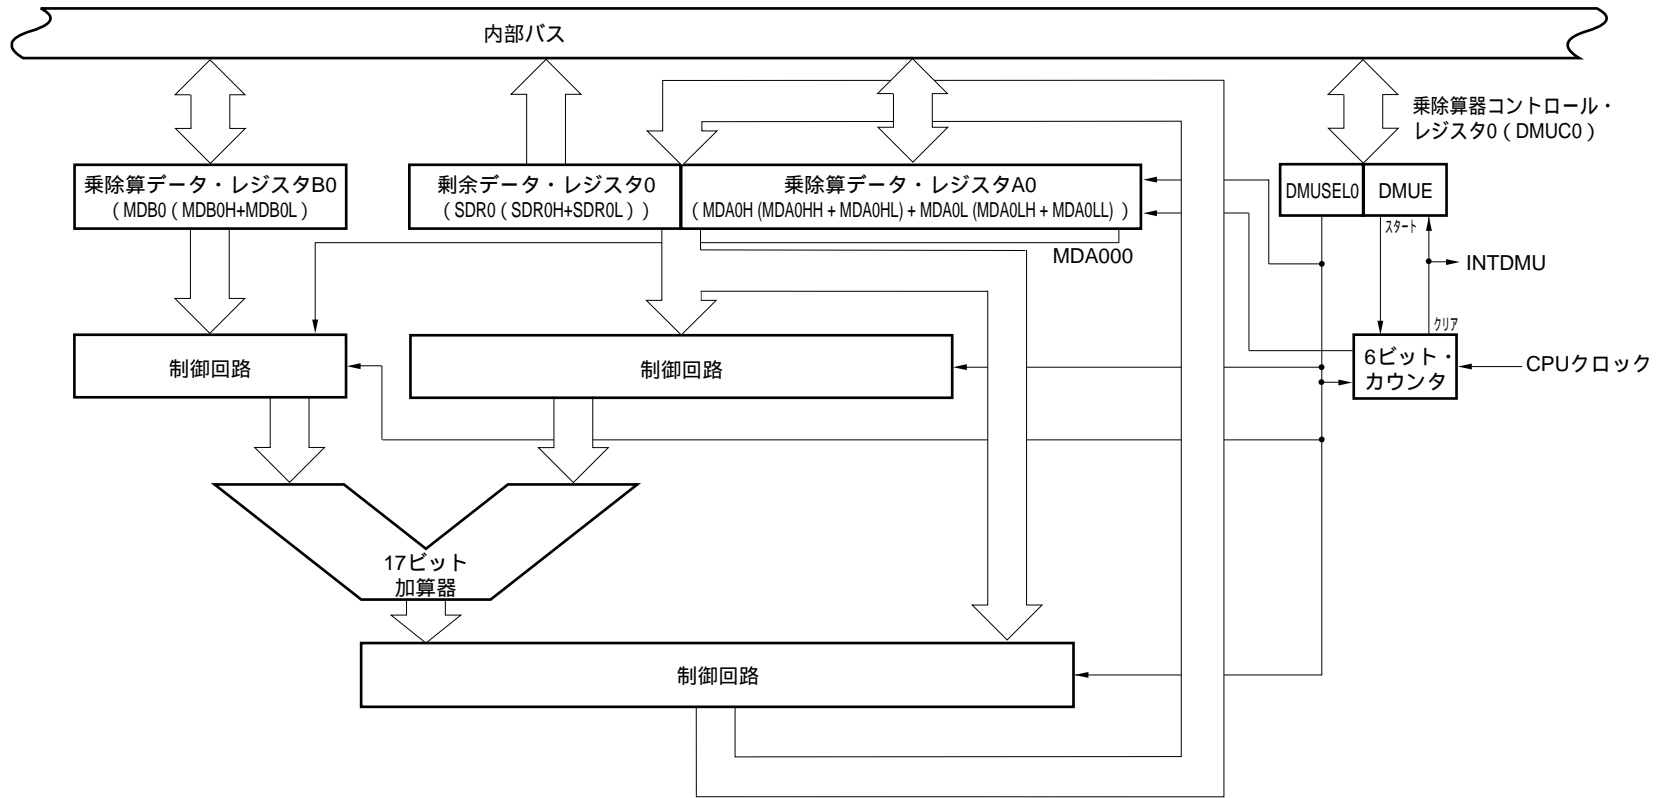 内部バス
乗除算器コントロール・
レジスタ0 ( DMUC0 )
乗除算データ・レジスタB0
( MDB0 ( MDB0H+MDB0L )
剰余データ・レジスタ0
( SDR0 ( SDR0H+SDR0L ) )
乗除算データ・レジスタA0
( MDA0H (MDA0HH + MDA0HL) + MDA0L (MDA0LH + MDA0LL) )
DMUSEL0
DMUE
スタート
MDA000
INTDMU
クリア
制御回路
制御回路
6ビット・
カウンタ
CPUクロック
17ビット
加算器
制御回路